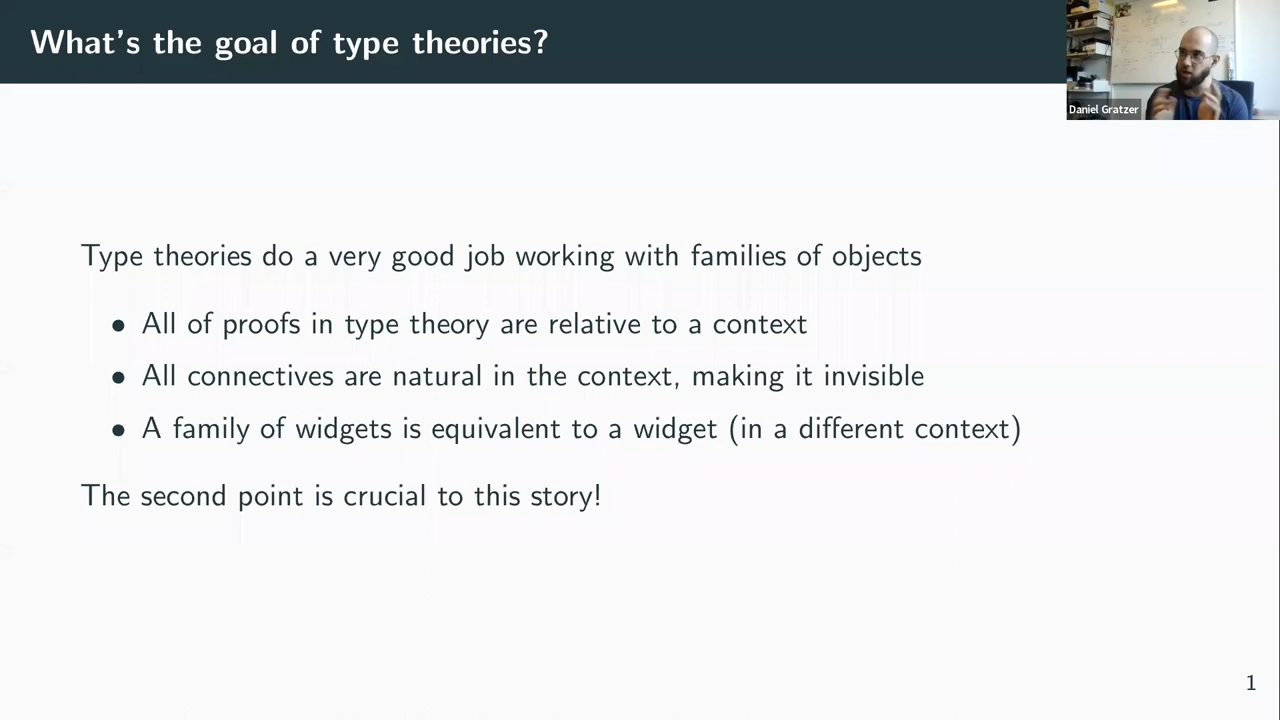 What's the goal of type theories?
Daniel Gratzer
Type theories do a very good job working with families of objects
• All of proofs in type theory are relative to a context
• All connectives are natural in the context, making it invisible
• A family of widgets is equivalent to a widget (in a different context)
The second point is crucial to this story!
1